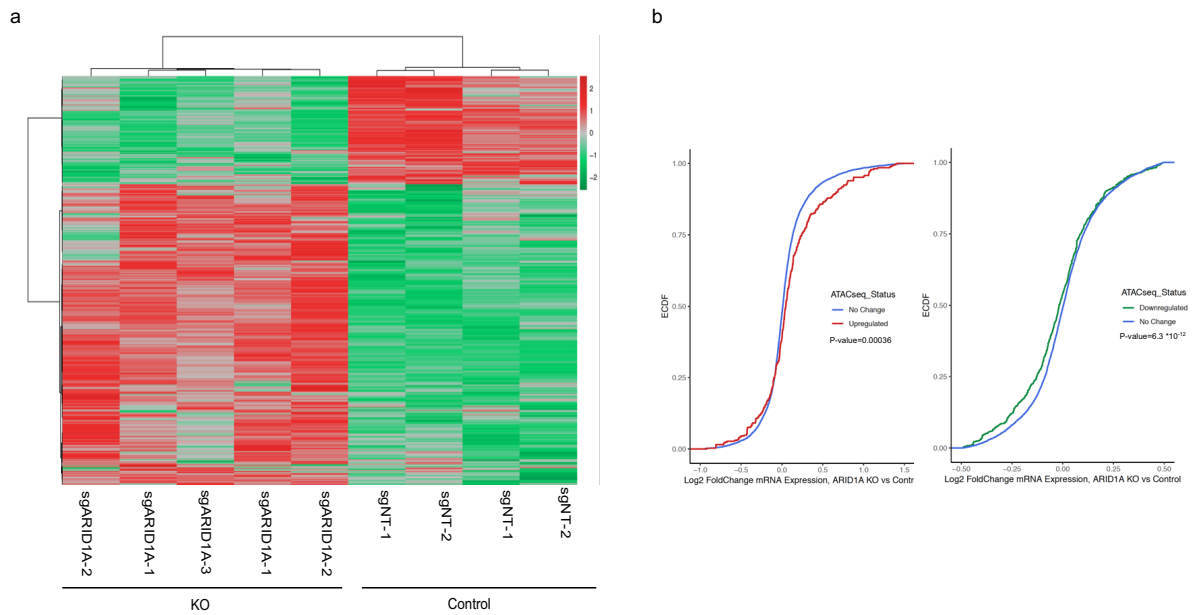 a
2
1
0
−1
−2
sgARID1A-2
sgARID1A-1
sgARID1A-3
sgARID1A-1
sgARID1A-2
sgNT-1
sgNT-2
sgNT-1
sgNT-2
KO
Control
b
ECDF
1.00
0.75
0.50
0.25
0.00
−1.0
−0.5
0.0
0.5
1.0
1.5
Log2 FoldChange mRNA Expression, ARID1A KO vs Contr
ATACseq_Status
No Change
Upregulated
P-value=0.00036
ECDF
1.00
0.75
0.50
0.25
0.00
−0.50
−0.25
0.00
0.25
0.50
Log2 FoldChange mRNA Expression, ARID1A KO vs Control
ATACseq_Status
Downregulated
No Change
P-value=6.3 *10-12